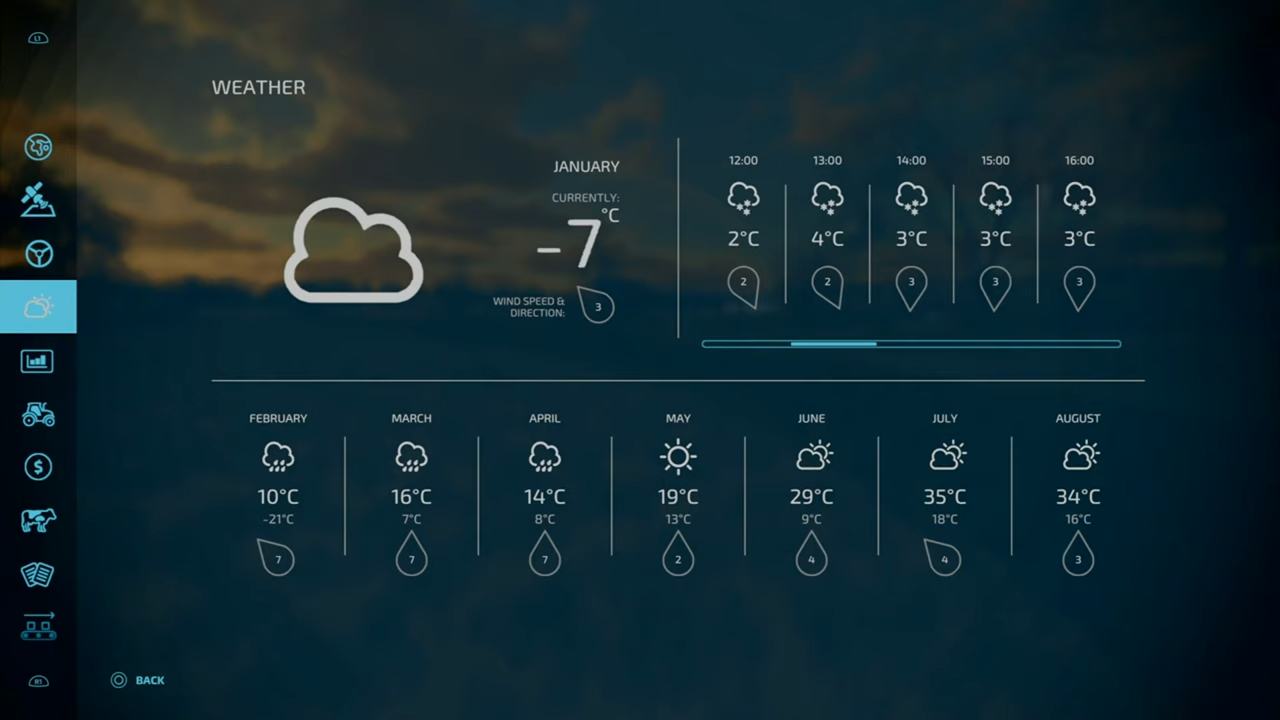 L1
WEATHER
JANUARY
CURRENTLY:
-7 °C
WIND SPEED &
DIRECTION:
3
12:00 13:00 14:00 15:00 16:00
2°C 4°C 3°C 3°C 3°C
2 2 3 3 3
FEBRUARY MARCH APRIL MAY JUNE JULY AUGUST
10°C 16°C 14°C 19°C 29°C 35°C 34°C
-21°C 7°C 8°C 13°C 9°C 18°C 16°C
7 7 7 2 4 4 3
$
R1
BACK